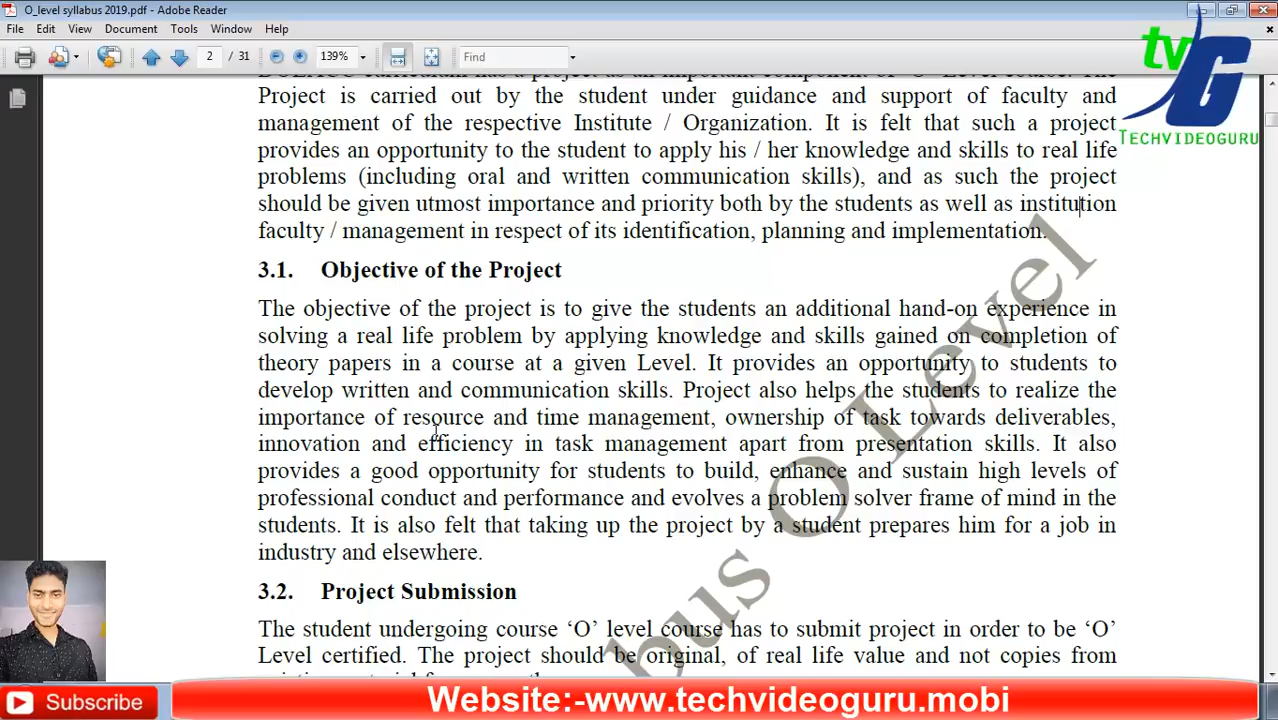 O_level syllabus 2019.pdf - Adobe Reader
File Edit View Document Tools Window Help
2 / 31 139% Find
tv G
TECHVIDEOGURU
curriculum has a project as an important component of 'O' Level course. The
Project is carried out by the student under guidance and support of faculty and
management of the respective Institute / Organization. It is felt that such a project
provides an opportunity to the student to apply his / her knowledge and skills to real life
problems (including oral and written communication skills), and as such the project
should be given utmost importance and priority both by the students as well as institution
faculty / management in respect of its identification, planning and implementation.
3.1. Objective of the Project
The objective of the project is to give the students an additional hand-on experience in
solving a real life problem by applying knowledge and skills gained on completion of
theory papers in a course at a given Level. It provides an opportunity to students to
develop written and communication skills. Project also helps the students to realize the
importance of resource and time management, ownership of task towards deliverables,
innovation and efficiency in task management apart from presentation skills. It also
provides a good opportunity for students to build, enhance and sustain high levels of
professional conduct and performance and evolves a problem solver frame of mind in the
students. It is also felt that taking up the project by a student prepares him for a job in
industry and elsewhere.
3.2. Project Submission
The student undergoing course ‘O’ level course has to submit project in order to be ‘O’
Level certified. The project should be original, of real life value and not copies from
bus O Level
Subscribe
Website:-www.techvideoguru.mobi